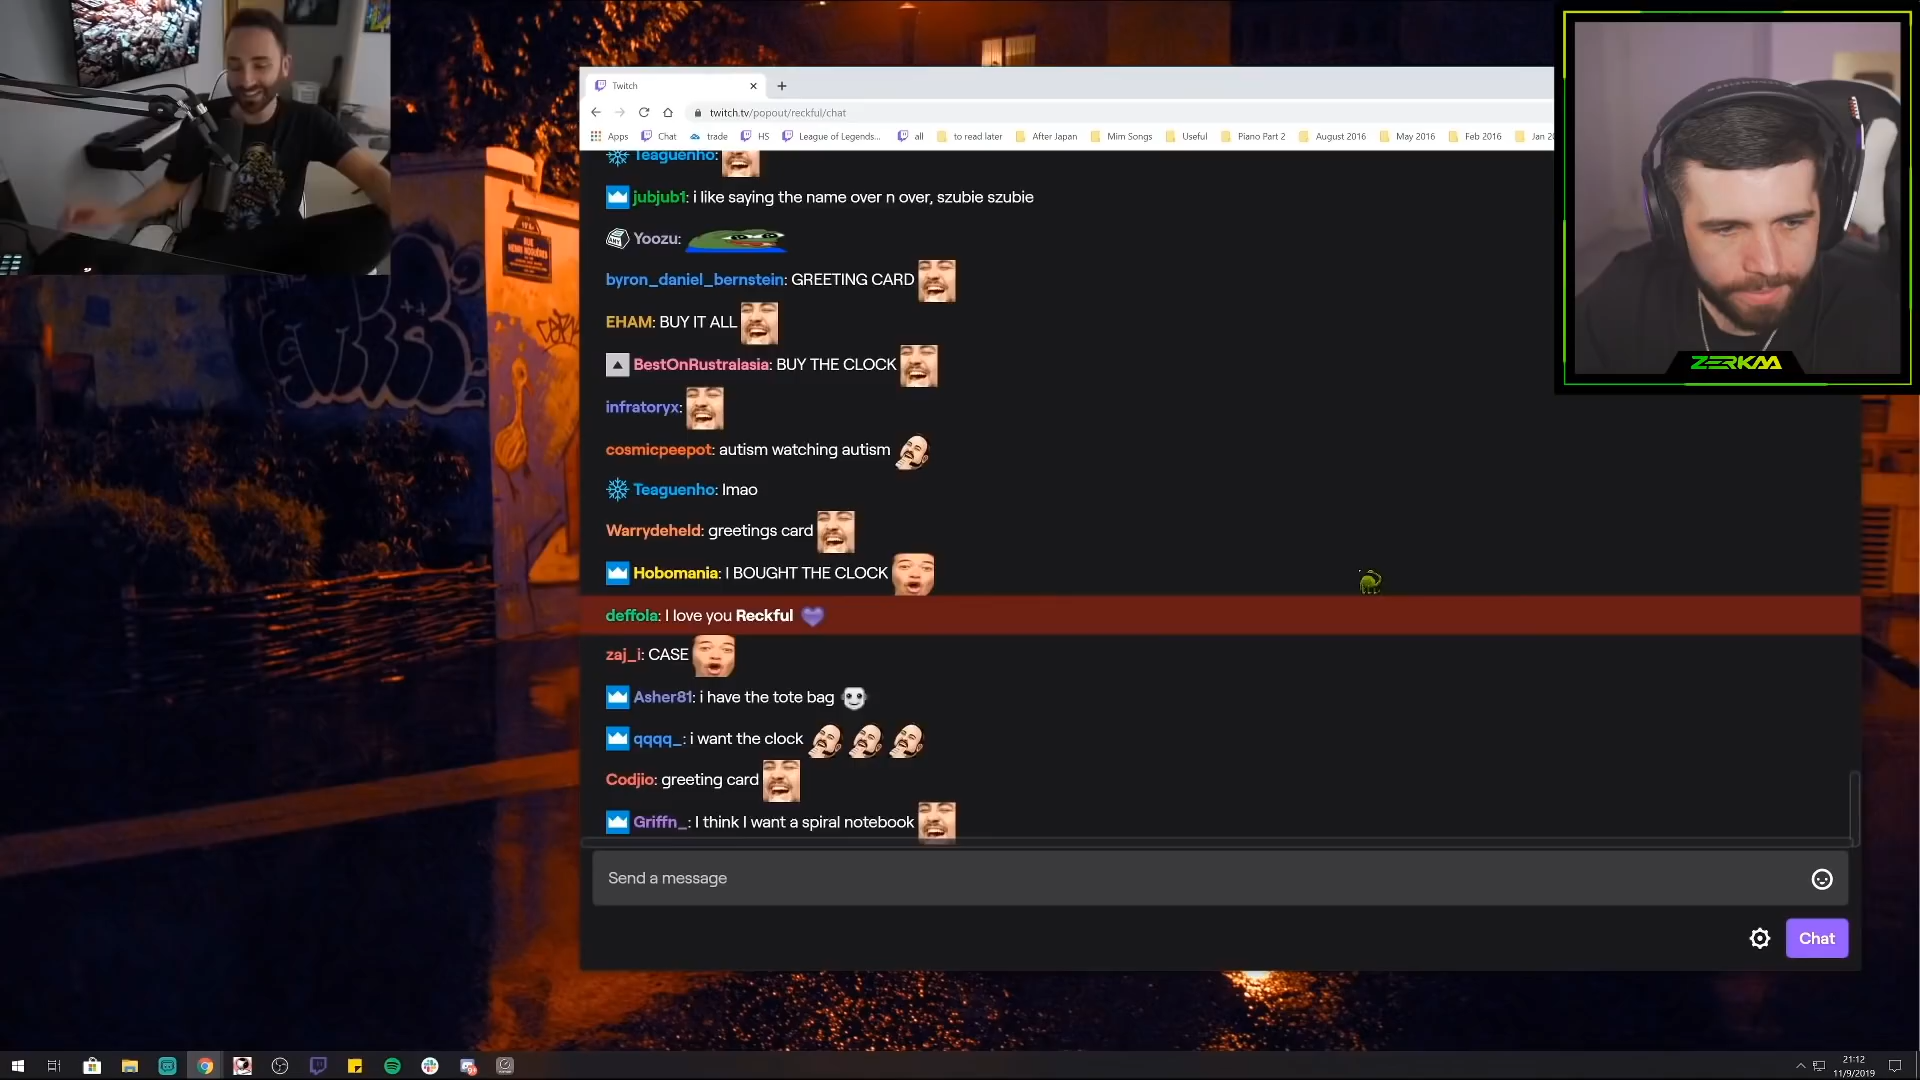 Twitch
twitch.tv/popout/reckful/chat
Apps Chat trade HS League of Legends... all to read later After Japan Mim Songs Useful Piano Part 2 August 2016 May 2016 Feb 2016 Jan 20
Teaguenho:
jubjub1: i like saying the name over n over, szubie szubie
Yoozu:
byron_daniel_bernstein: GREETING CARD
EHAM: BUY IT ALL
BestOnRustralasia: BUY THE CLOCK
infratoryx:
cosmicpeepot: autism watching autism
Teaguenho: lmao
Warrydeheld: greetings card
Hobomania: I BOUGHT THE CLOCK
deffola: I love you Reckful
zaj_i: CASE
Asher81: i have the tote bag
qqqq_: i want the clock
Codjio: greeting card
Griffn_: I think I want a spiral notebook
Send a message
Chat
ZERKAA
RUE
21:12
11/9/2019